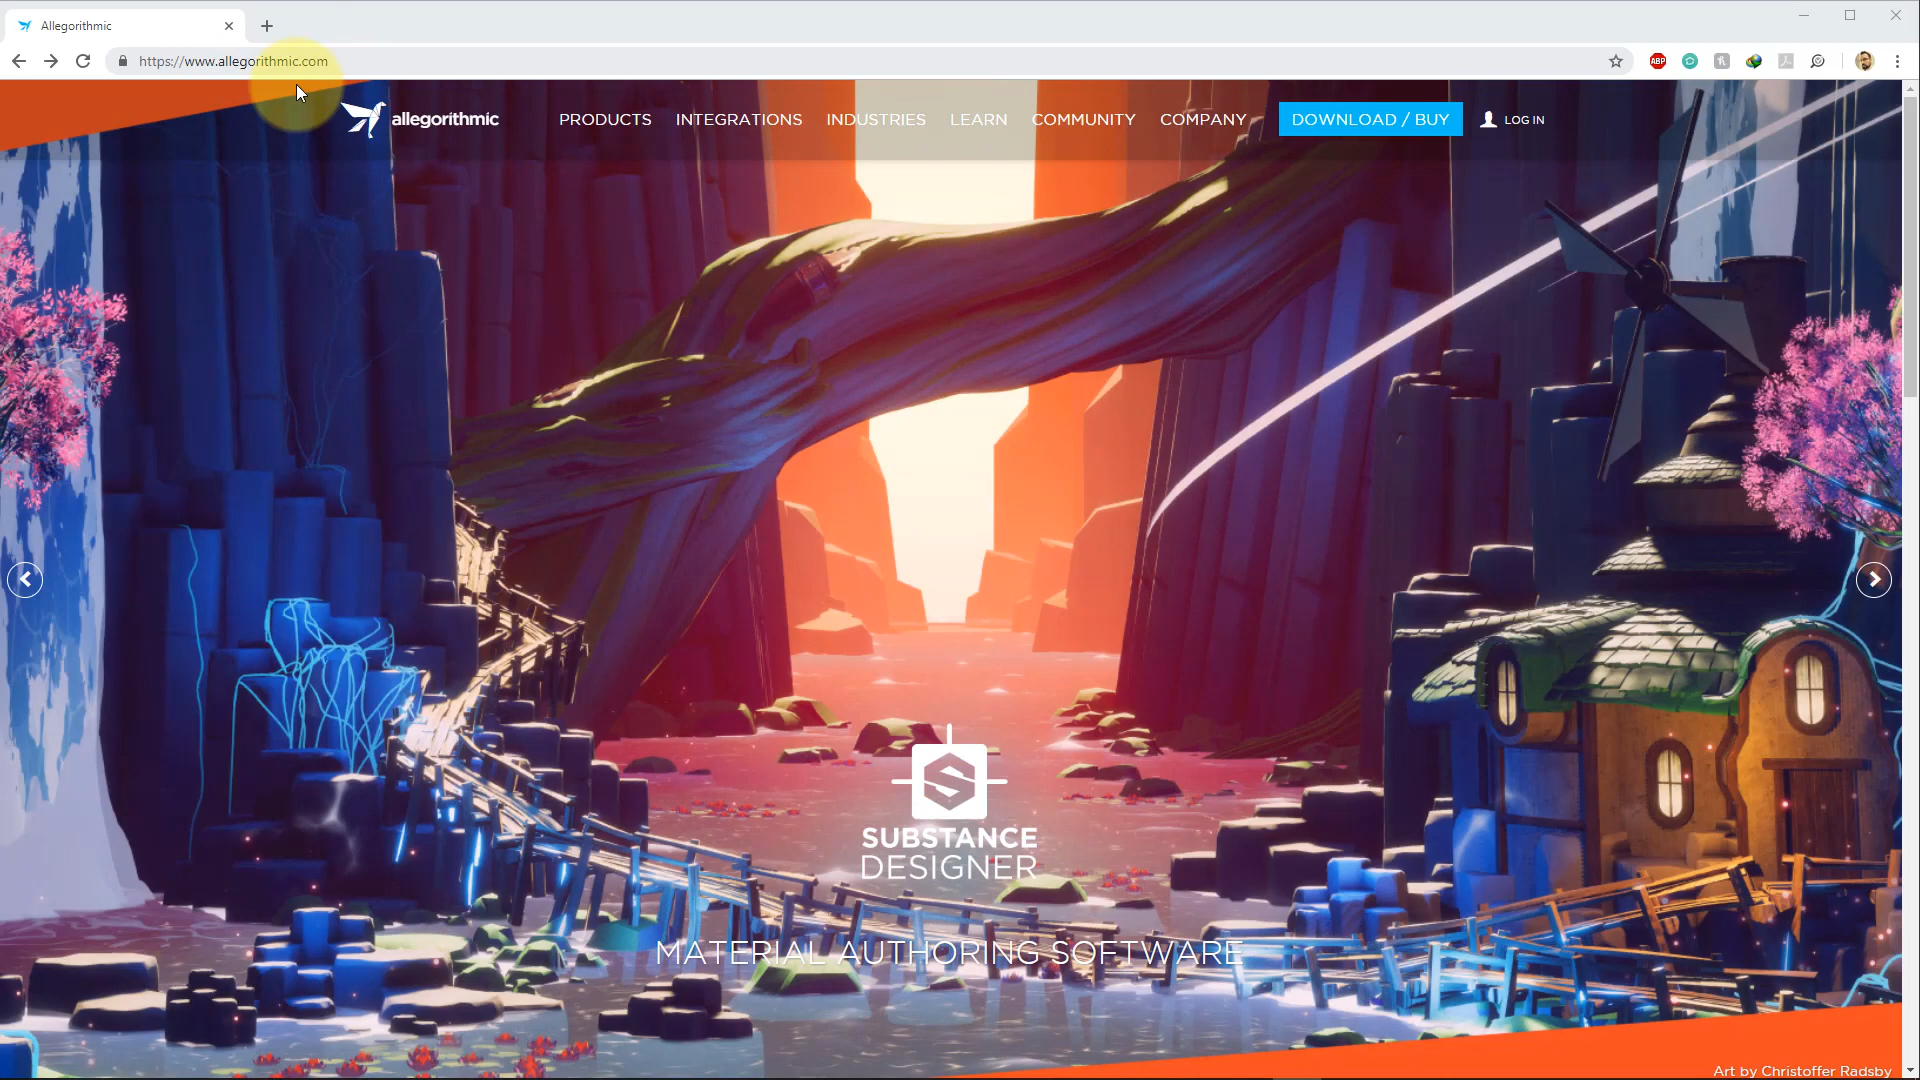 Allegorithmic
https://www.allegorithmic.com
ABP
allegorithmic
PRODUCTS INTEGRATIONS INDUSTRIES LEARN COMMUNITY COMPANY DOWNLOAD / BUY LOG IN
SUBSTANCE
DESIGNER
MATERIAL AUTHORING SOFTWARE
Art by Christoffer Radsby